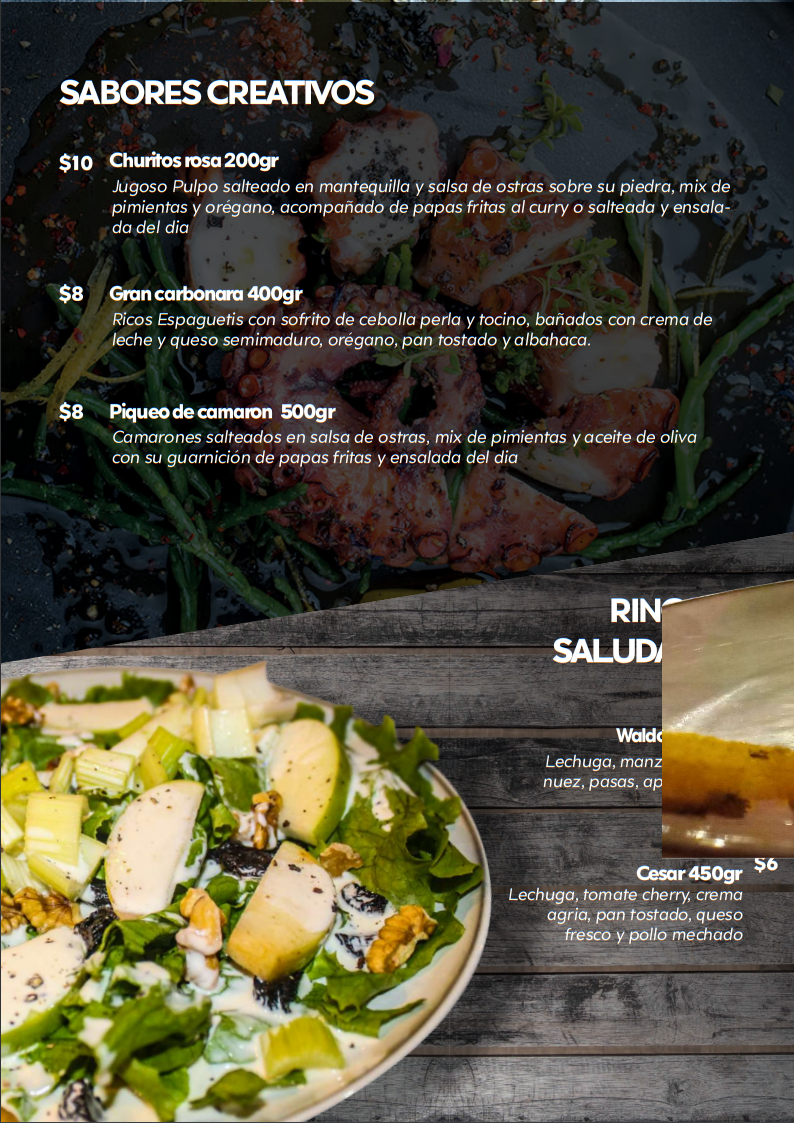 SABORES CREATIVOS
$10 Churitos rosa 200gr
Jugoso Pulpo salteado en mantequilla y salsa de ostras sobre su piedra, mix de
pimientas y orégano, acompañado de papas fritas al curry o salteada y ensala-
da del dia
$8 Gran carbonara 400gr
Ricos Espaguetis con sofrito de cebolla perla y tocino, bañados con crema de
leche y queso semimaduro, orégano, pan tostado y albahaca.
$8 Piqueo de camaron 500gr
Camarones salteados en salsa de ostras, mix de pimientas y aceite de oliva
con su guarnición de papas fritas y ensalada del dia
Lechuga,
nuez, pasas,
$6
Cesar 450gr
Lechuga, tomate cherry, crema
agria, pan tostado, queso
fresco y pollo mechado